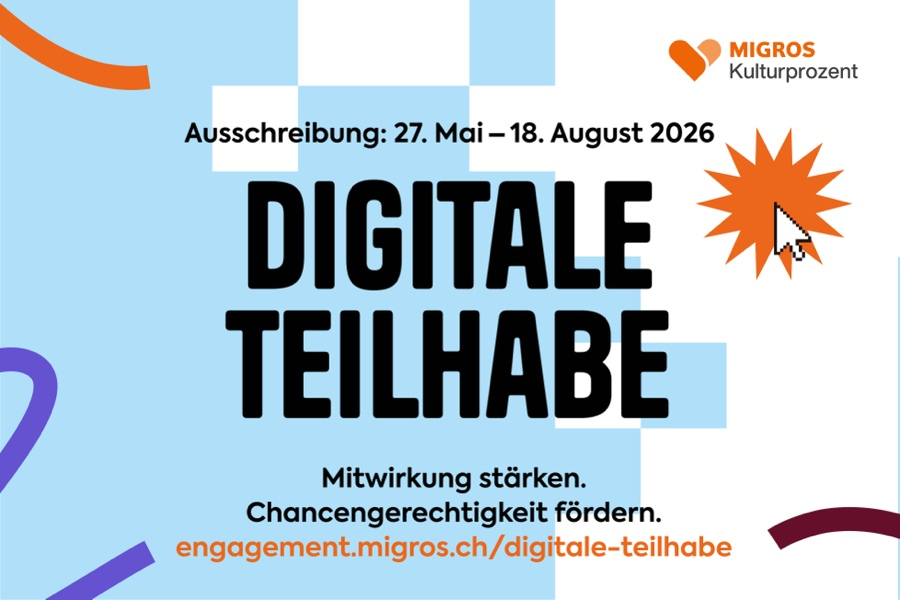 MIGROS
Kulturprozent
Ausschreibung: 27. Mai – 18. August 2026
DIGITALE
TEILHABE
Mitwirkung stärken.
Chancengerechtigkeit fördern.
engagement.migros.ch/digitale-teilhabe